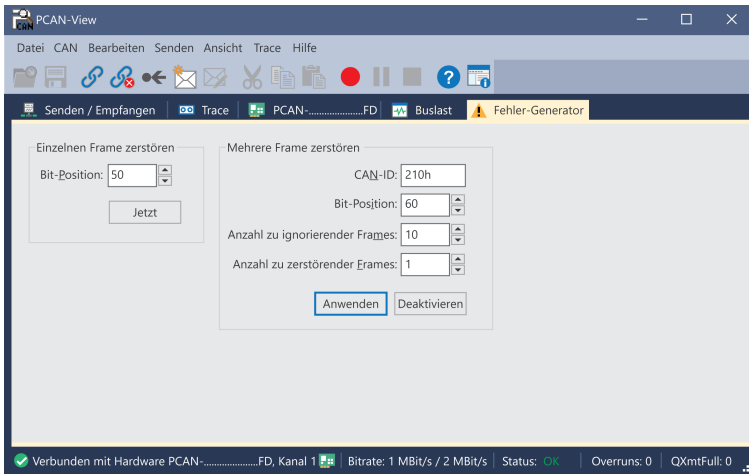 CAN
PCAN-View
Datei CAN Bearbeiten Senden Ansicht Trace Hilfe
Senden / Empfangen Trace PCAN-.....................FD Buslast Fehler-Generator
Einzelnen Frame zerstören
Bit-Position: 50
Jetzt
Mehrere Frame zerstören
CAN-ID: 210h
Bit-Position: 60
Anzahl zu ignorierender Frames: 10
Anzahl zu zerstörender Frames: 1
Anwenden Deaktivieren
Verbunden mit Hardware PCAN-.....................FD, Kanal 1 Bitrate: 1 MBit/s / 2 MBit/s Status: OK Overruns: 0 QXmtFull: 0